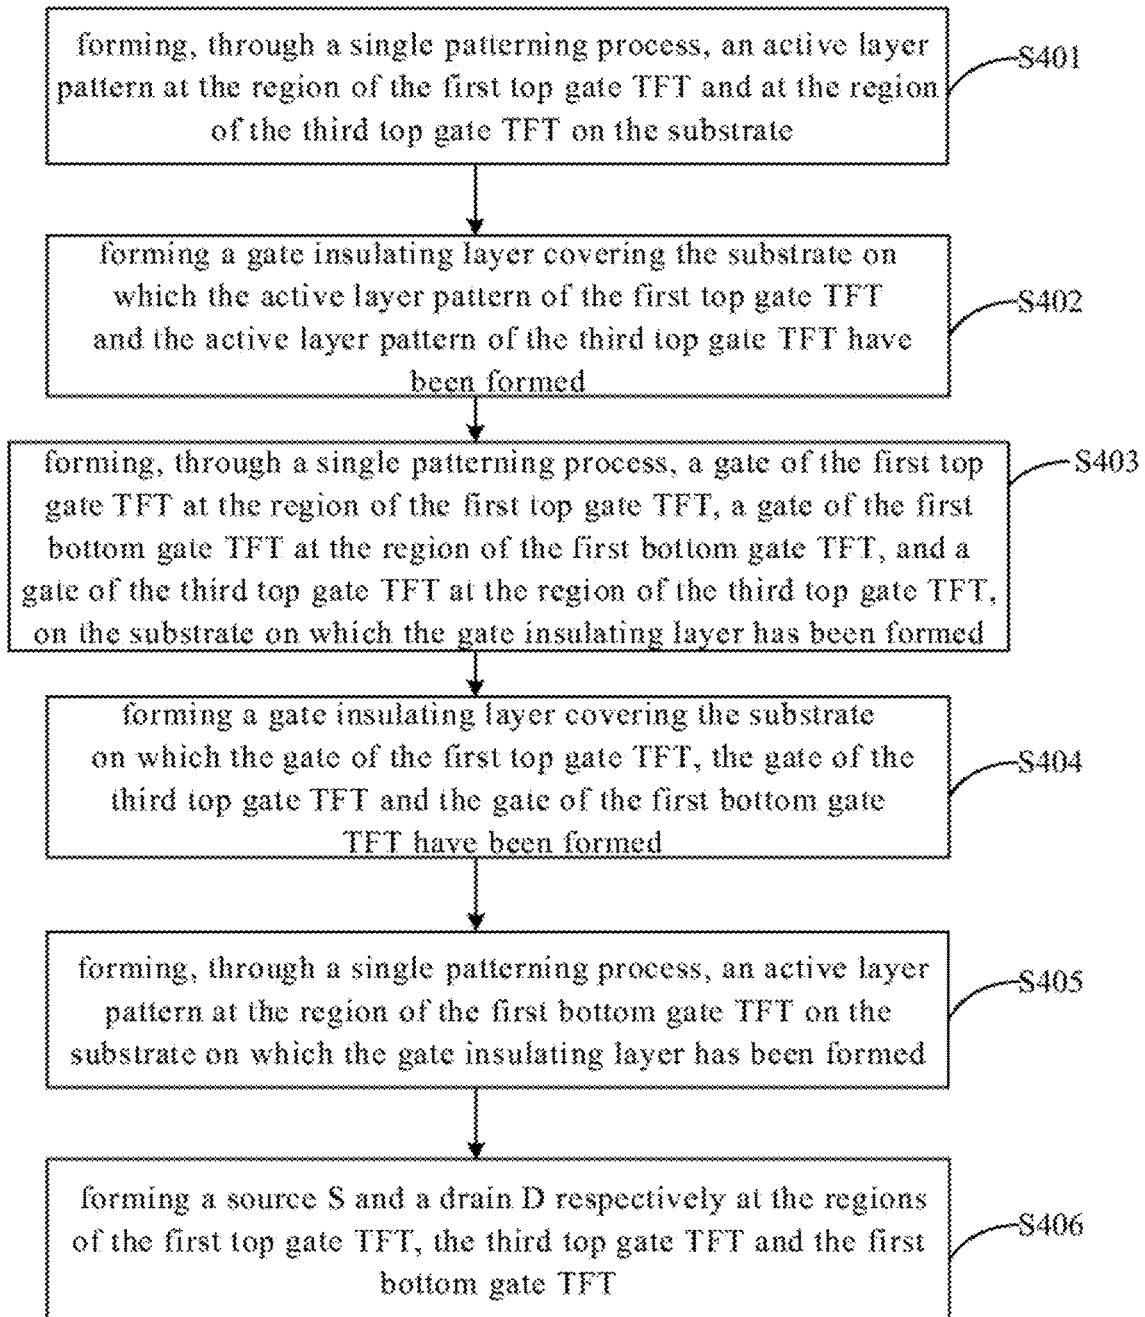 forming, through a single patterning process, an active layer
pattern at the region of the first top gate TFT and at the region
of the third top gate TFT on the substrate
S401
forming a gate insulating layer covering the substrate on
which the active layer pattern of the first top gate TFT
and the active layer pattern of the third top gate TFT have
been formed
S402
forming, through a single patterning process, a gate of the first top
gate TFT at the region of the first top gate TFT, a gate of the first
bottom gate TFT at the region of the first bottom gate TFT, and a
gate of the third top gate TFT at the region of the third top gate TFT,
on the substrate on which the gate insulating layer has been formed
S403
forming a gate insulating layer covering the substrate
on which the gate of the first top gate TFT, the gate of the
third top gate TFT and the gate of the first bottom gate
TFT have been formed
S404
forming, through a single patterning process, an active layer
pattern at the region of the first bottom gate TFT on the
substrate on which the gate insulating layer has been formed
S405
forming a source S and a drain D respectively at the regions
of the first top gate TFT, the third top gate TFT and the first
bottom gate TFT
S406